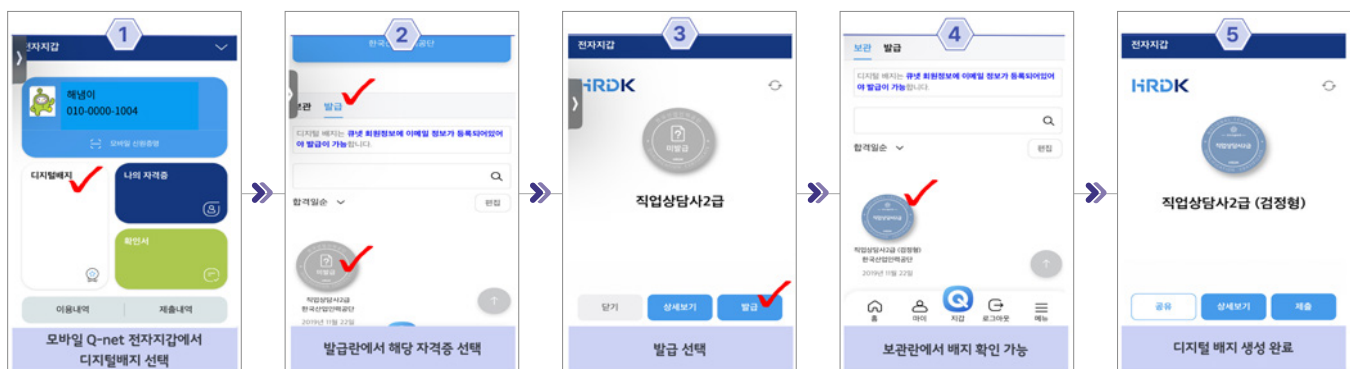 1
전자지갑
해냄이
010-0000-1004
모바일 신원증명
디지털배지
나의 자격증
확인서
이용내역 제출내역
모바일 Q-net 전자지갑에서
디지털배지 선택
2
한국산업인력공단
보관 발급
디지털 배지는 큐넷 회원정보에 이메일 정보가 등록되어있어
야 발급이 가능합니다.
합격일순 편집
?
미발급
직업상담사2급
한국산업인력공단
2019년 11월 22일
발급란에서 해당 자격증 선택
3
전자지갑
HRDK
?
미발급
직업상담사2급
닫기 상세보기 발급
발급 선택
4
보관 발급
디지털 배지는 큐넷 회원정보에 이메일 정보가 등록되어있어
야 발급이 가능합니다.
합격일순 편집
직업상담사2급
직업상담사2급 (검정형)
한국산업인력공단
2019년 11월 22일
홈 마이 Q 지갑 로그아웃 메뉴
보관란에서 배지 확인 가능
5
전자지갑
HRDK
직업상담사2급
직업상담사2급 (검정형)
공유 상세보기 제출
디지털 배지 생성 완료